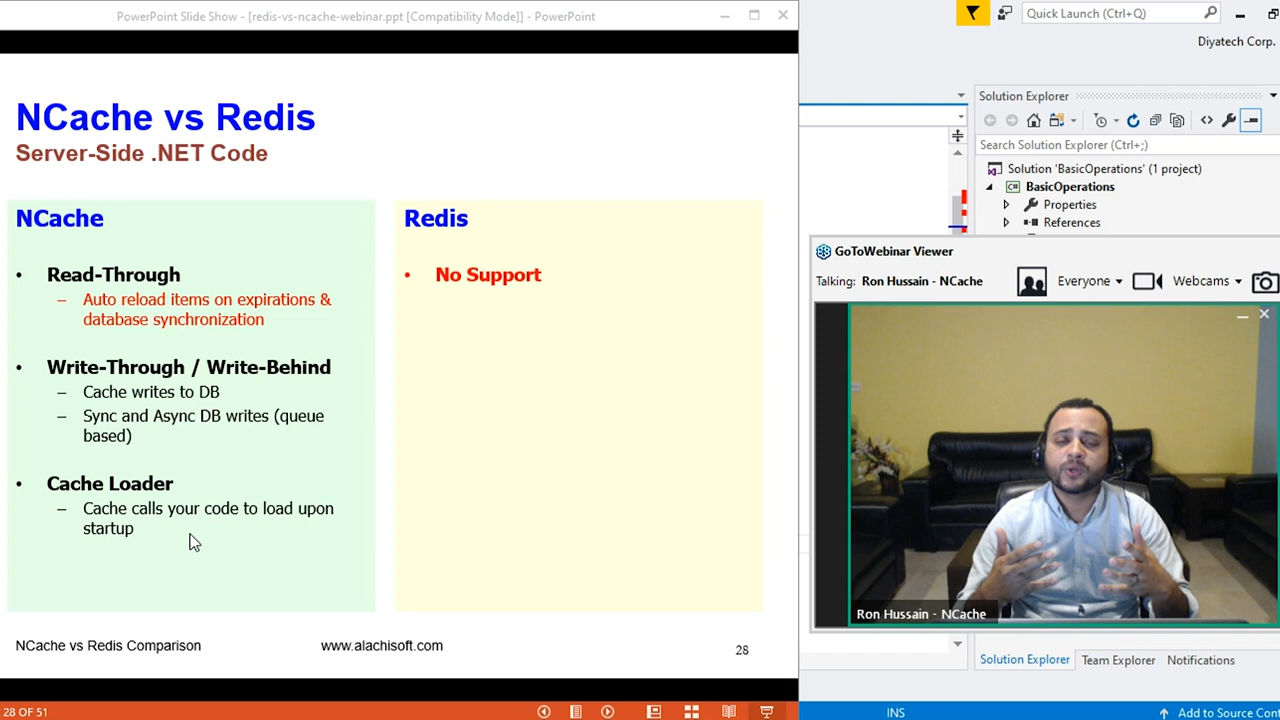 PowerPoint Slide Show - [redis-vs-ncache-webinar.ppt [Compatibility Mode]] - PowerPoint
NCache vs Redis
Server-Side .NET Code
NCache
• Read-Through
– Auto reload items on expirations &
database synchronization
• Write-Through / Write-Behind
– Cache writes to DB
– Sync and Async DB writes (queue
based)
• Cache Loader
– Cache calls your code to load upon
startup
Redis
• No Support
NCache vs Redis Comparison
www.alachisoft.com
28
28 OF 51
Quick Launch (Ctrl+Q)
Diyatech Corp.
Solution Explorer
Search Solution Explorer (Ctrl+;)
Solution 'BasicOperations' (1 project)
C# BasicOperations
Properties
References
GoToWebinar Viewer
Talking: Ron Hussain - NCache
Everyone
Webcams
Ron Hussain - NCache
Solution Explorer
Team Explorer
Notifications
INS
Add to Source Cont